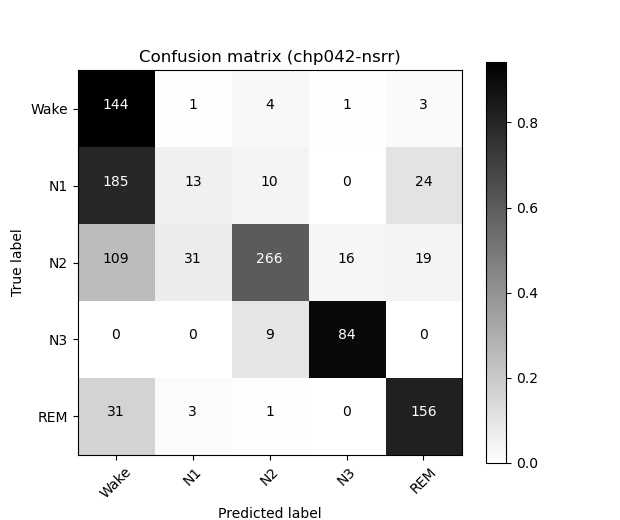 Confusion matrix (chp042-nsrr)
True label
Wake 144 1 4 1 3
N1 185 13 10 0 24
N2 109 31 266 16 19
N3 0 0 9 84 0
REM 31 3 1 0 156
Wake N1 N2 N3 REM
Predicted label
0.8
0.6
0.4
0.2
0.0